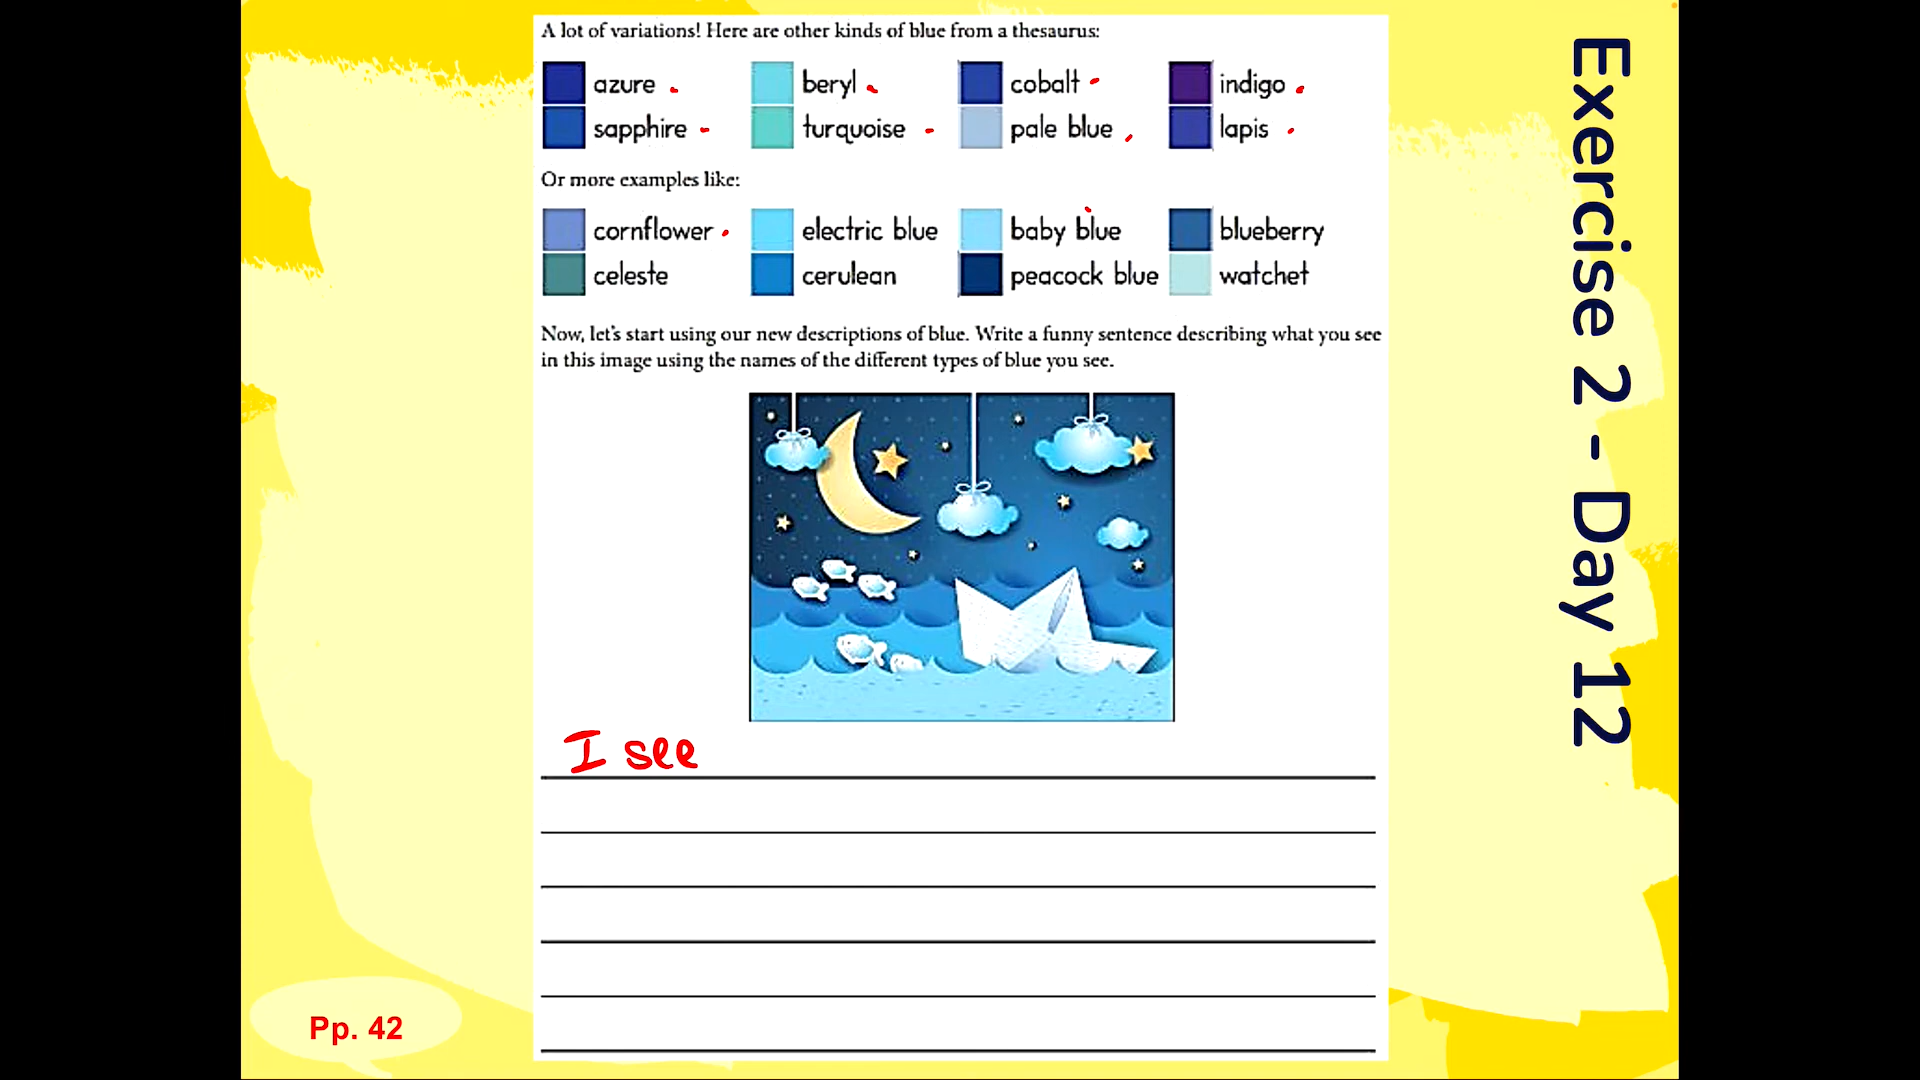 A lot of variations! Here are other kinds of blue from a thesaurus:
azure beryl cobalt indigo
sapphire turquoise pale blue lapis
Or more examples like:
cornflower electric blue baby blue blueberry
celeste cerulean peacock blue watchet
Now, let's start using our new descriptions of blue. Write a funny sentence describing what you see
in this image using the names of the different types of blue you see.
I see
Pp. 42
Exercise 2 - Day 12